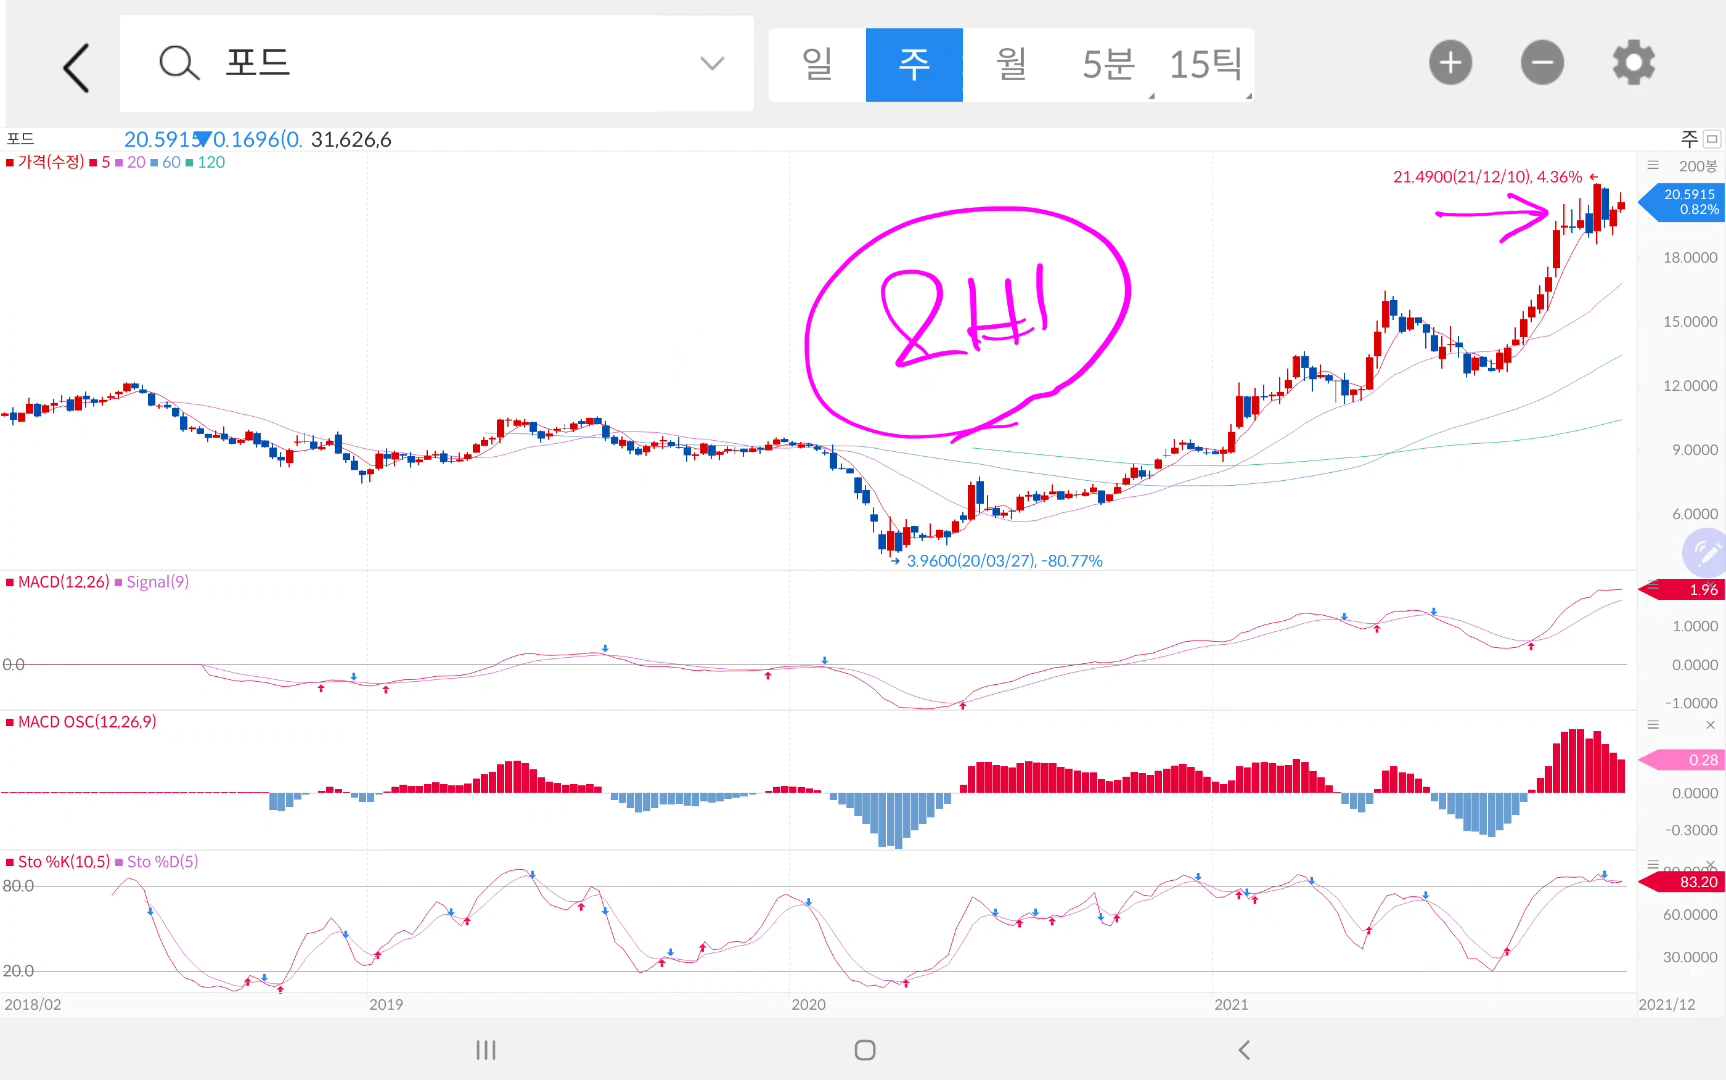 포드 일 주 월 5분 15틱
포드 20.5915▼0.1696(0. 31,626,6 주
가격(수정) 5 20 60 120 200봉
21.4900(21/12/10), 4.36%
20.5915
0.82%
18.0000
15.0000
12.0000
9.0000
6.0000
2배
3.9600(20/03/27), -80.77%
MACD(12,26) Signal(9)
1.96
1.0000
0.0 0.0000
-1.0000
MACD OSC(12,26,9)
0.28
0.0000
-0.3000
Sto %K(10,5) Sto %D(5)
80.0 83.20
60.0000
30.0000
20.0
2018/02 2019 2020 2021 2021/12